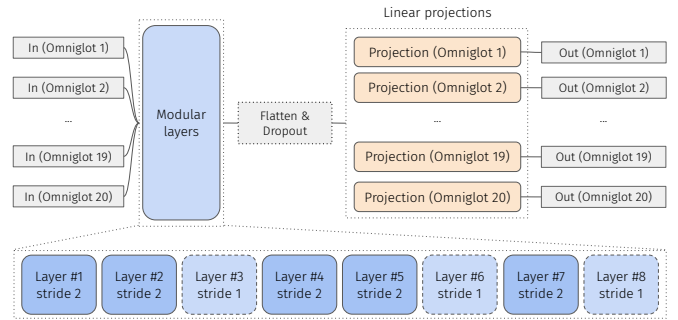 Linear projections
In (Omniglot 1)
In (Omniglot 2)
...
In (Omniglot 19)
In (Omniglot 20)
Modular
layers
Flatten &
Dropout
Projection (Omniglot 1)
Projection (Omniglot 2)
...
Projection (Omniglot 19)
Projection (Omniglot 20)
Out (Omniglot 1)
Out (Omniglot 2)
...
Out (Omniglot 19)
Out (Omniglot 20)
Layer #1
stride 2
Layer #2
stride 2
Layer #3
stride 1
Layer #4
stride 2
Layer #5
stride 2
Layer #6
stride 1
Layer #7
stride 2
Layer #8
stride 1